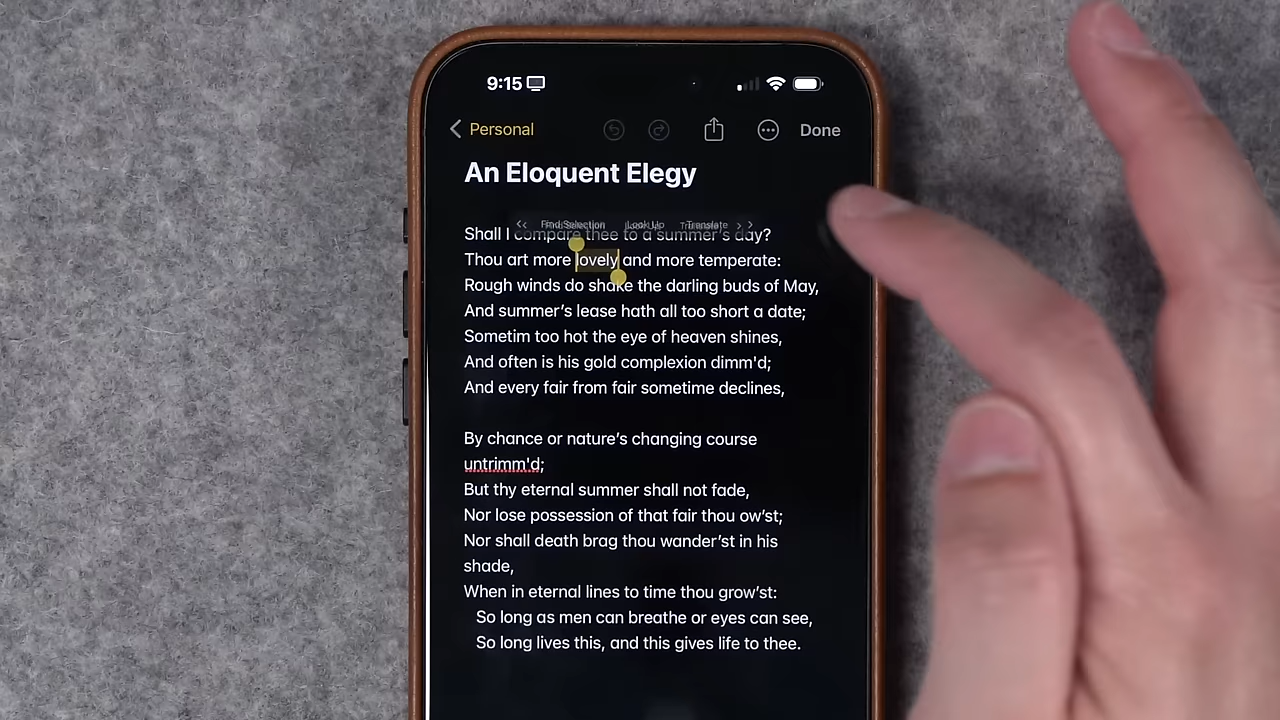 9:15
Personal
Done
An Eloquent Elegy
Find Selection Look Up Translate
Shall I compare thee to a summer's day?
Thou art more lovely and more temperate:
Rough winds do shake the darling buds of May,
And summer’s lease hath all too short a date;
Sometim too hot the eye of heaven shines,
And often is his gold complexion dimm'd;
And every fair from fair sometime declines,
By chance or nature’s changing course
untrimm'd;
But thy eternal summer shall not fade,
Nor lose possession of that fair thou ow’st;
Nor shall death brag thou wander’st in his
shade,
When in eternal lines to time thou grow’st:
So long as men can breathe or eyes can see,
So long lives this, and this gives life to thee.